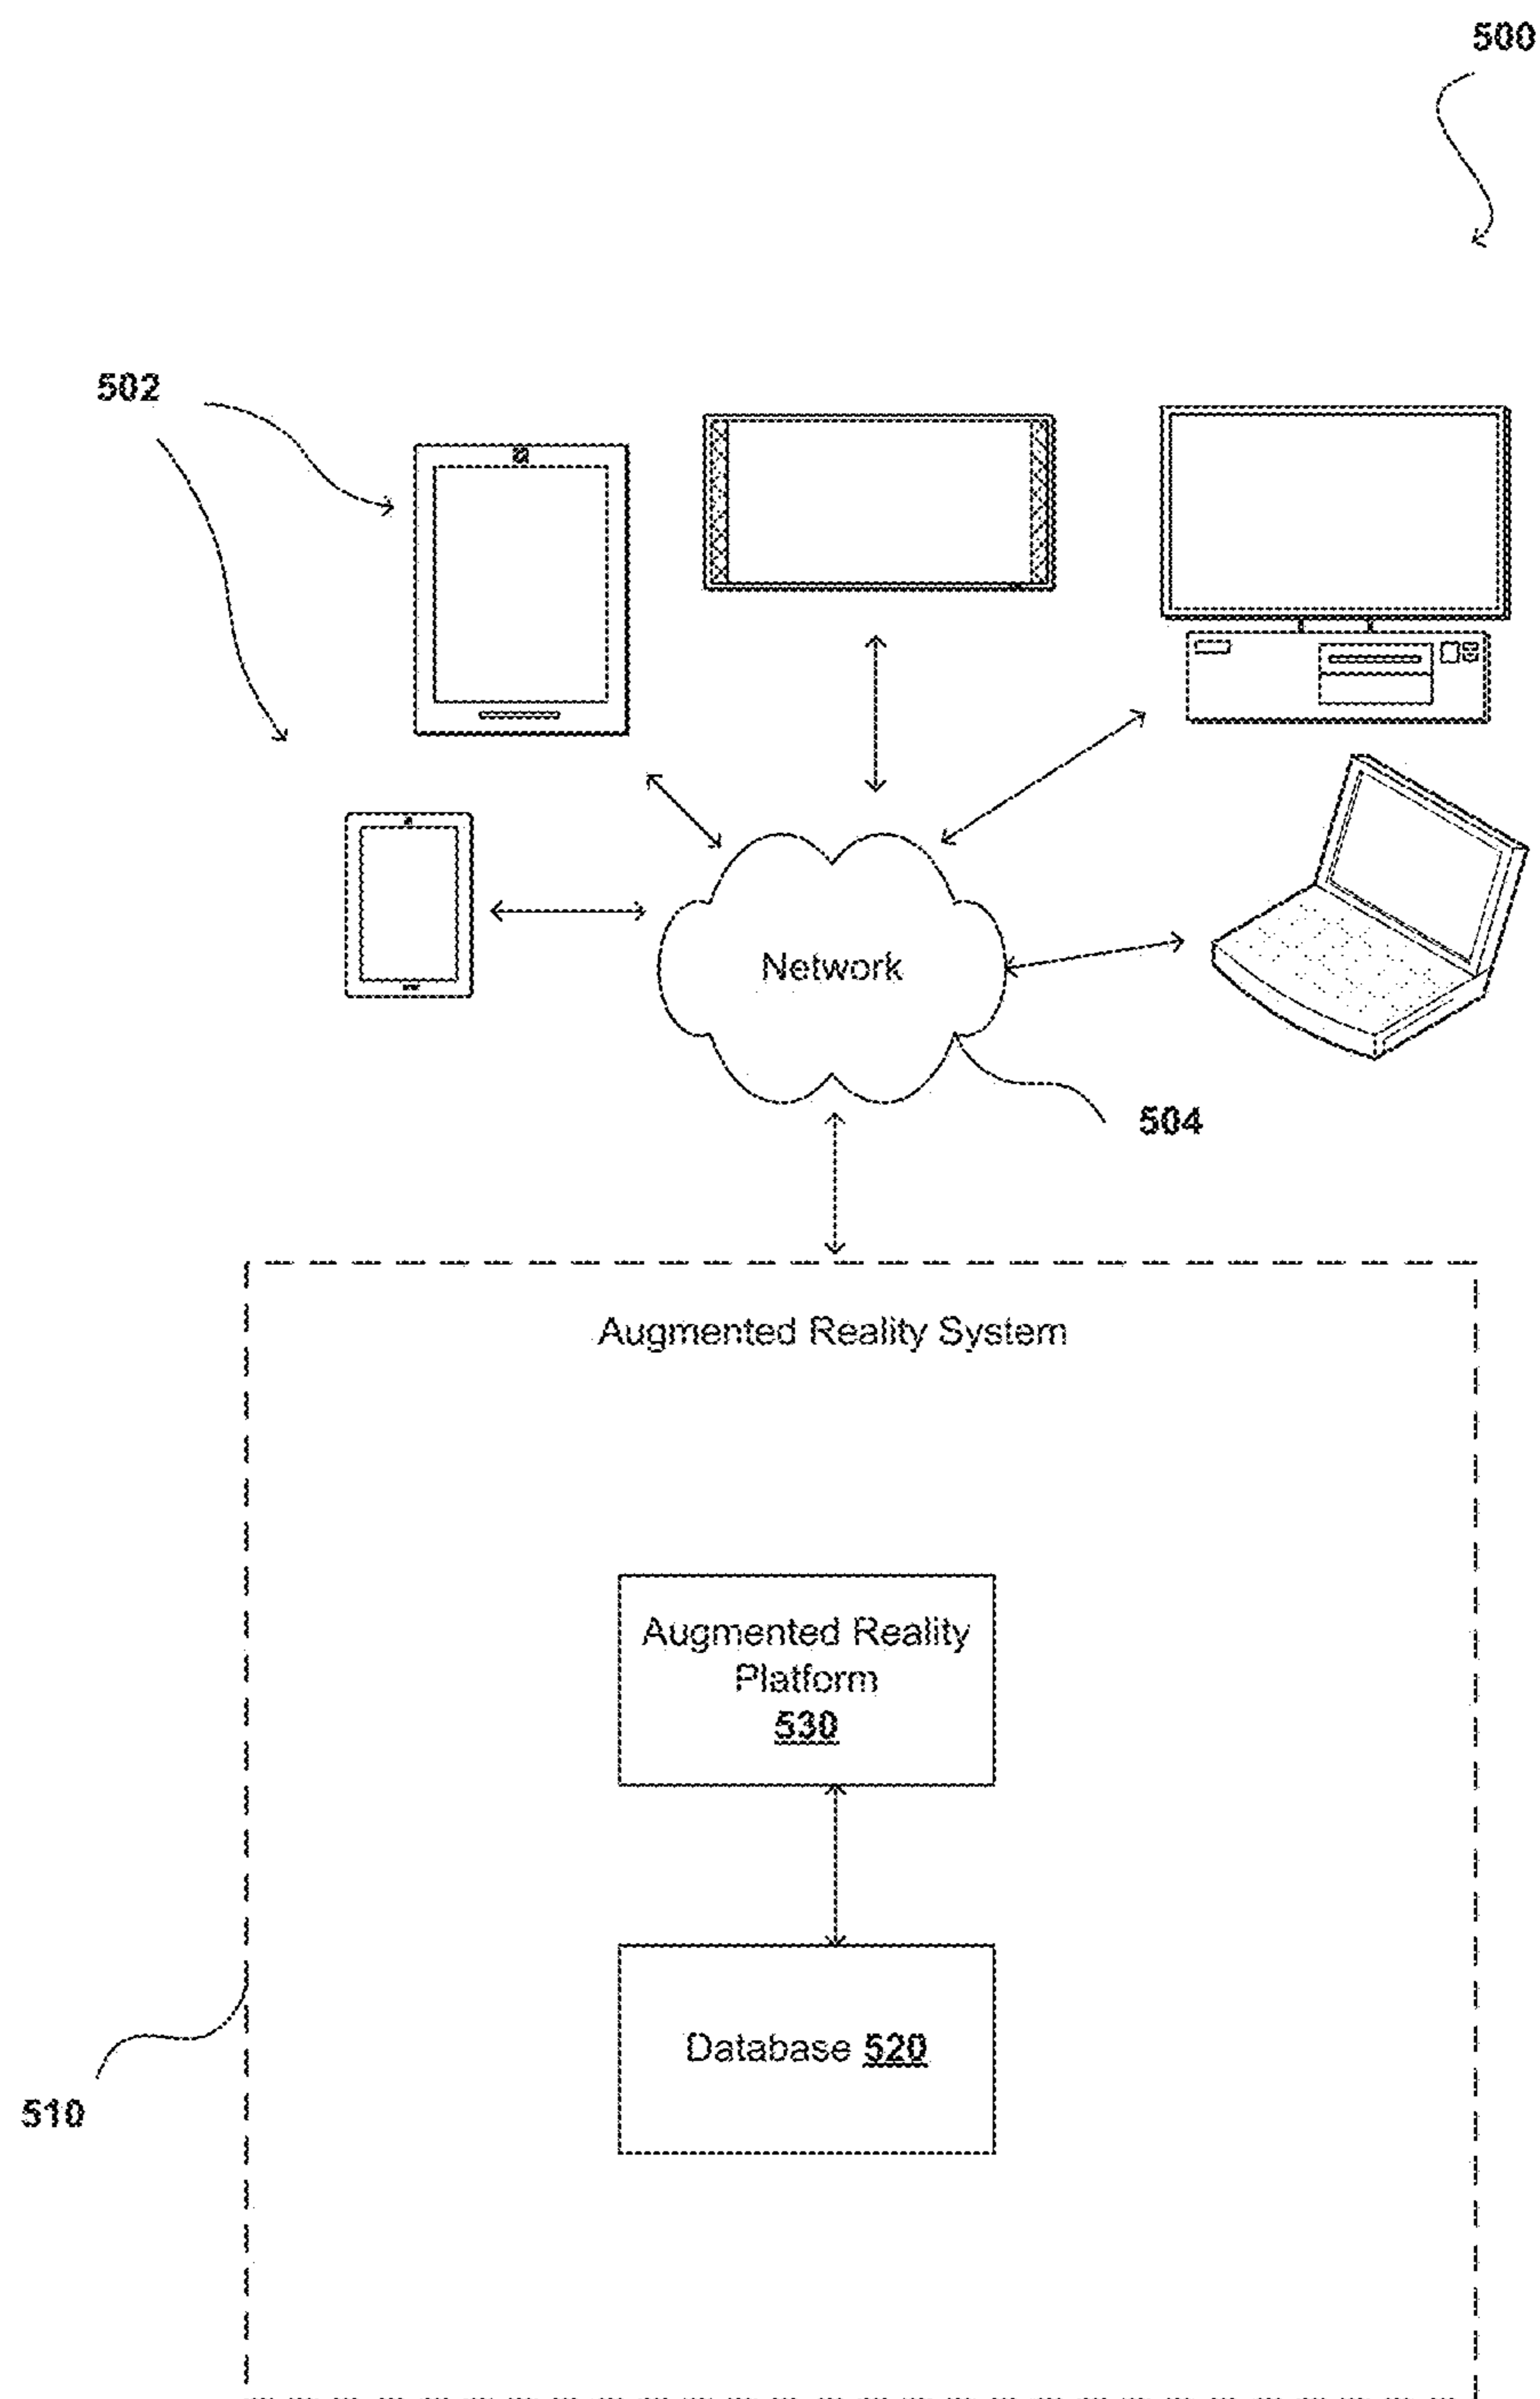 500
502
Network
504
Augmented Reality System
Augmented Reality
Platform
530
Database 520
510